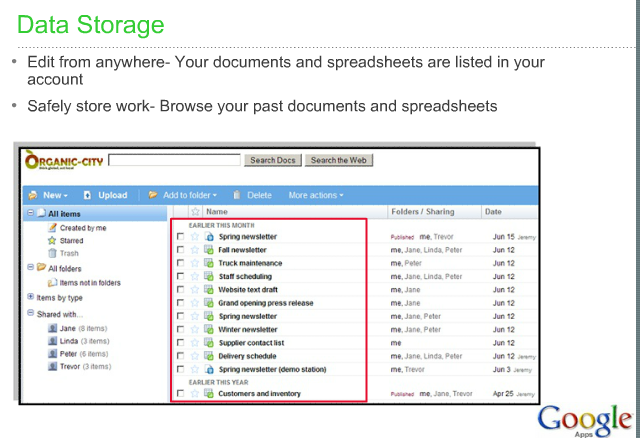 Data Storage
• Edit from anywhere- Your documents and spreadsheets are listed in your
account
• Safely store work- Browse your past documents and spreadsheets
ORGANIC-CITY
Search Docs Search the Web
New Upload Add to folder Delete More actions
All items
Created by me
Starred
Trash
All folders
Items not in folders
Items by type
Shared with...
Jane (8 items)
Linda (3 items)
Peter (6 items)
Trevor (3 items)
Name Folders / Sharing Date
EARLIER THIS MONTH
Spring newsletter Published me, Trevor Jun 15 Jeremy
Fall newsletter me, Jane, Linda, Peter Jun 12
Truck maintenance me, Peter Jun 12
Staff scheduling me, Jane, Linda, Peter Jun 12
Website text draft me, Jane Jun 12
Grand opening press release me, Jane Jun 12
Spring newsletter me, Jane, Peter Jun 12
Winter newsletter me, Jane, Peter Jun 12
Supplier contact list me Jun 12
Delivery schedule me, Jane, Linda, Peter Jun 12 Jeremy
Spring newsletter (demo station) me, Trevor Jun 3 Jeremy
EARLIER THIS YEAR
Customers and inventory Published me, Jane, Trevor Apr 25 Jeremy
Google
Apps